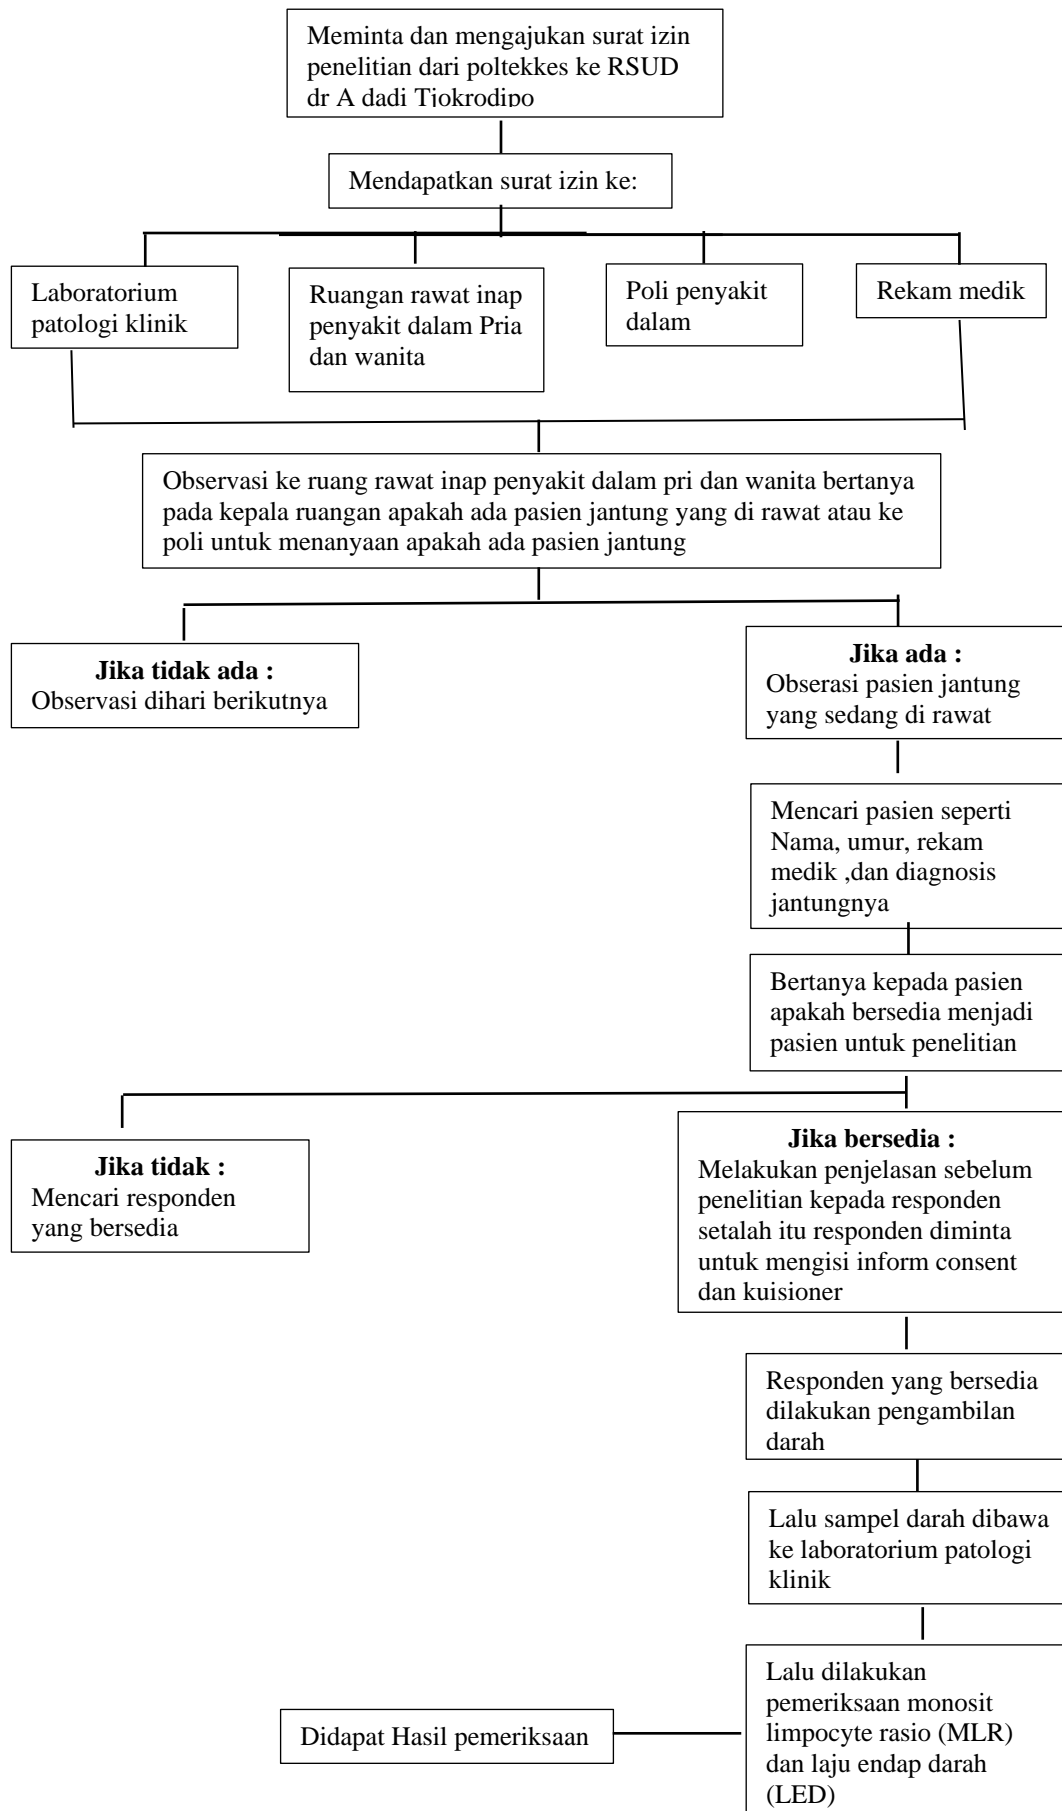 Meminta dan mengajukan surat izin
penelitian dari poltekkes ke RSUD
dr A dadi Tjokrodipo
Mendapatkan surat izin ke:
Laboratorium
patologi klinik
Ruangan rawat inap
penyakit dalam Pria
dan wanita
Poli penyakit
dalam
Rekam medik
Observasi ke ruang rawat inap penyakit dalam pri dan wanita bertanya
pada kepala ruangan apakah ada pasien jantung yang di rawat atau ke
poli untuk menanyaan apakah ada pasien jantung
Jika tidak ada :
Observasi dihari berikutnya
Jika ada :
Obserasi pasien jantung
yang sedang di rawat
Mencari pasien seperti
Nama, umur, rekam
medik ,dan diagnosis
jantungnya
Bertanya kepada pasien
apakah bersedia menjadi
pasien untuk penelitian
Jika tidak :
Mencari responden
yang bersedia
Jika bersedia :
Melakukan penjelasan sebelum
penelitian kepada responden
setalah itu responden diminta
untuk mengisi inform consent
dan kuisioner
Responden yang bersedia
dilakukan pengambilan
darah
Lalu sampel darah dibawa
ke laboratorium patologi
klinik
Lalu dilakukan
pemeriksaan monosit
limpocyte rasio (MLR)
dan laju endap darah
(LED)
Didapat Hasil pemeriksaan